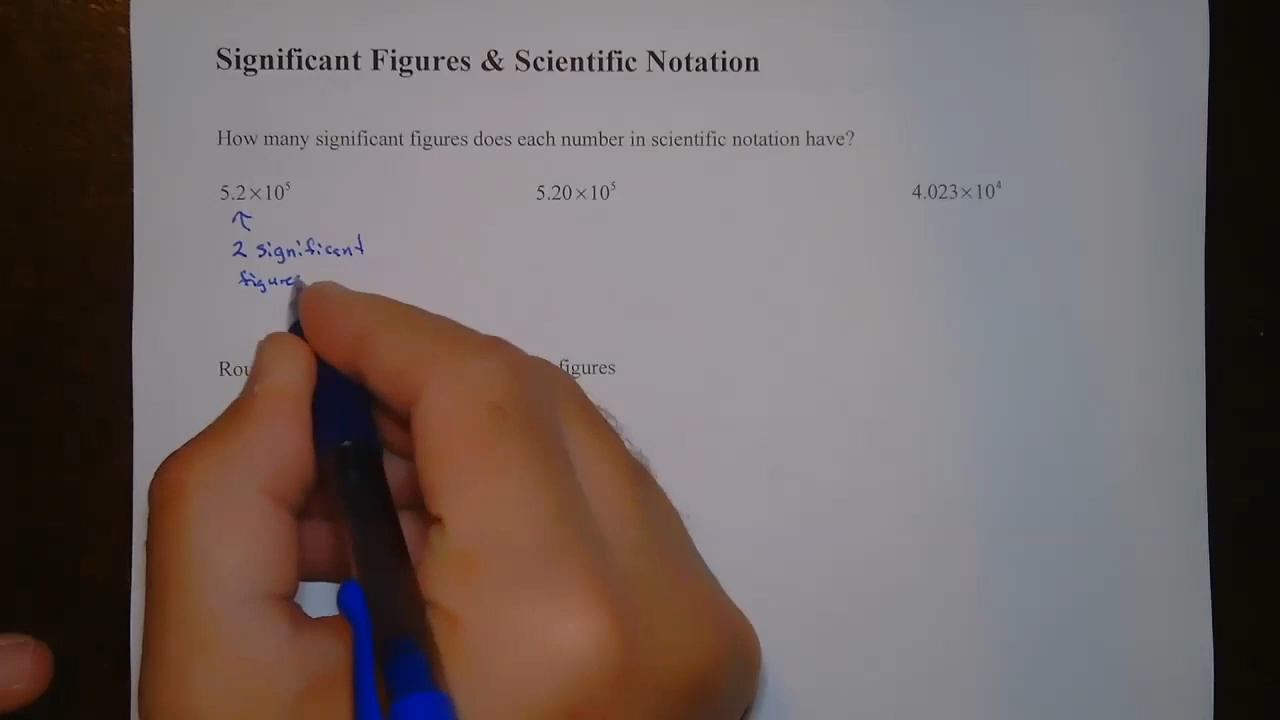 Significant Figures & Scientific Notation
How many significant figures does each number in scientific notation have?
5.2×10⁵ 5.20×10⁵ 4.023×10⁴
↑
2 significant
figures
figures